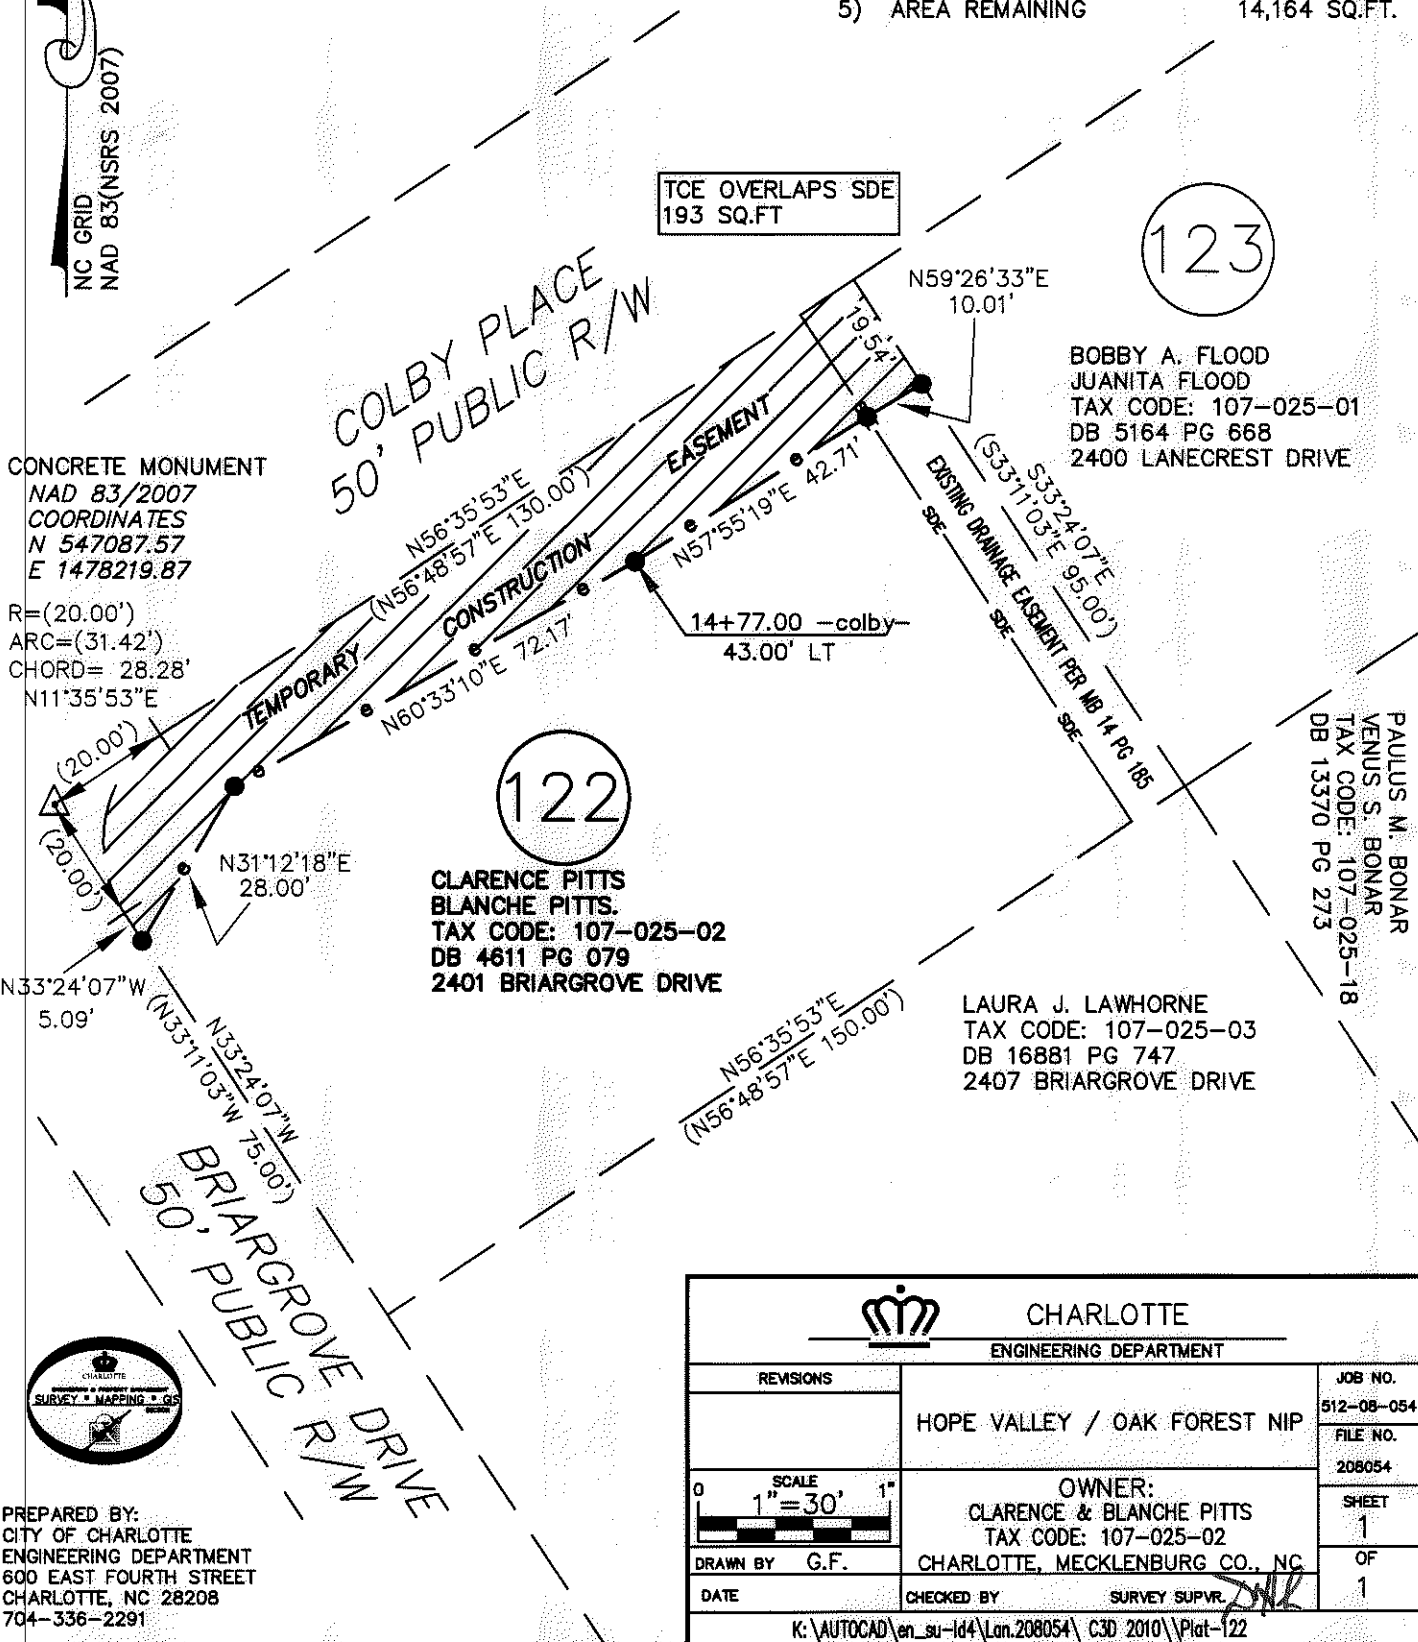 5) AREA REMAINING 14,164 SQ.FT.
NC GRID
NAD 83(NSRS 2007)
TCE OVERLAPS SDE
193 SQ.FT
123
N59°26'33"E
10.01'
BOBBY A. FLOOD
JUANITA FLOOD
TAX CODE: 107-025-01
DB 5164 PG 668
2400 LANECREST DRIVE
COLBY PLACE
50' PUBLIC R/W
19.54'
CONCRETE MONUMENT
NAD 83/2007
COORDINATES
N 547087.57
E 1478219.87
R=(20.00')
ARC=(31.42')
CHORD= 28.28'
N11°35'53"E
N56°35'53"E
(N56°48'57"E 130.00')
TEMPORARY CONSTRUCTION EASEMENT
e
e
e
e
e
e
e
N57°55'19"E 42.71'
N60°33'10"E 72.17'
14+77.00 -colby-
43.00' LT
S33°24'07"E
(S33°11'03"E 95.00')
EXISTING DRAINAGE EASEMENT PER MB 14 PG 185
SDE
SDE
SDE
(20.00')
(20.00')
N31°12'18"E
28.00'
122
CLARENCE PITTS
BLANCHE PITTS.
TAX CODE: 107-025-02
DB 4611 PG 079
2401 BRIARGROVE DRIVE
PAULUS M. BONAR
VENUS S. BONAR
TAX CODE: 107-025-18
DB 13370 PG 273
N33°24'07"W
5.09'
N33°24'07"W
(N33°11'03"W 75.00')
N56°35'53"E
(N56°48'57"E 150.00')
LAURA J. LAWHORNE
TAX CODE: 107-025-03
DB 16881 PG 747
2407 BRIARGROVE DRIVE
BRIARGROVE DRIVE
50' PUBLIC R/W
CHARLOTTE
SURVEY * MAPPING * GIS
PREPARED BY:
CITY OF CHARLOTTE
ENGINEERING DEPARTMENT
600 EAST FOURTH STREET
CHARLOTTE, NC 28208
704-336-2291
CHARLOTTE
ENGINEERING DEPARTMENT
REVISIONS
HOPE VALLEY / OAK FOREST NIP
JOB NO.
512-08-054
FILE NO.
208054
SCALE
0 1"=30' 1"
OWNER:
CLARENCE & BLANCHE PITTS
TAX CODE: 107-025-02
CHARLOTTE, MECKLENBURG CO., NC
SHEET
1
OF
1
DRAWN BY G.F.
DATE
CHECKED BY SURVEY SUPVR.
K:\AUTOCAD\en_su-ld4\Lan.208054\ C3D 2010\\Plat-122